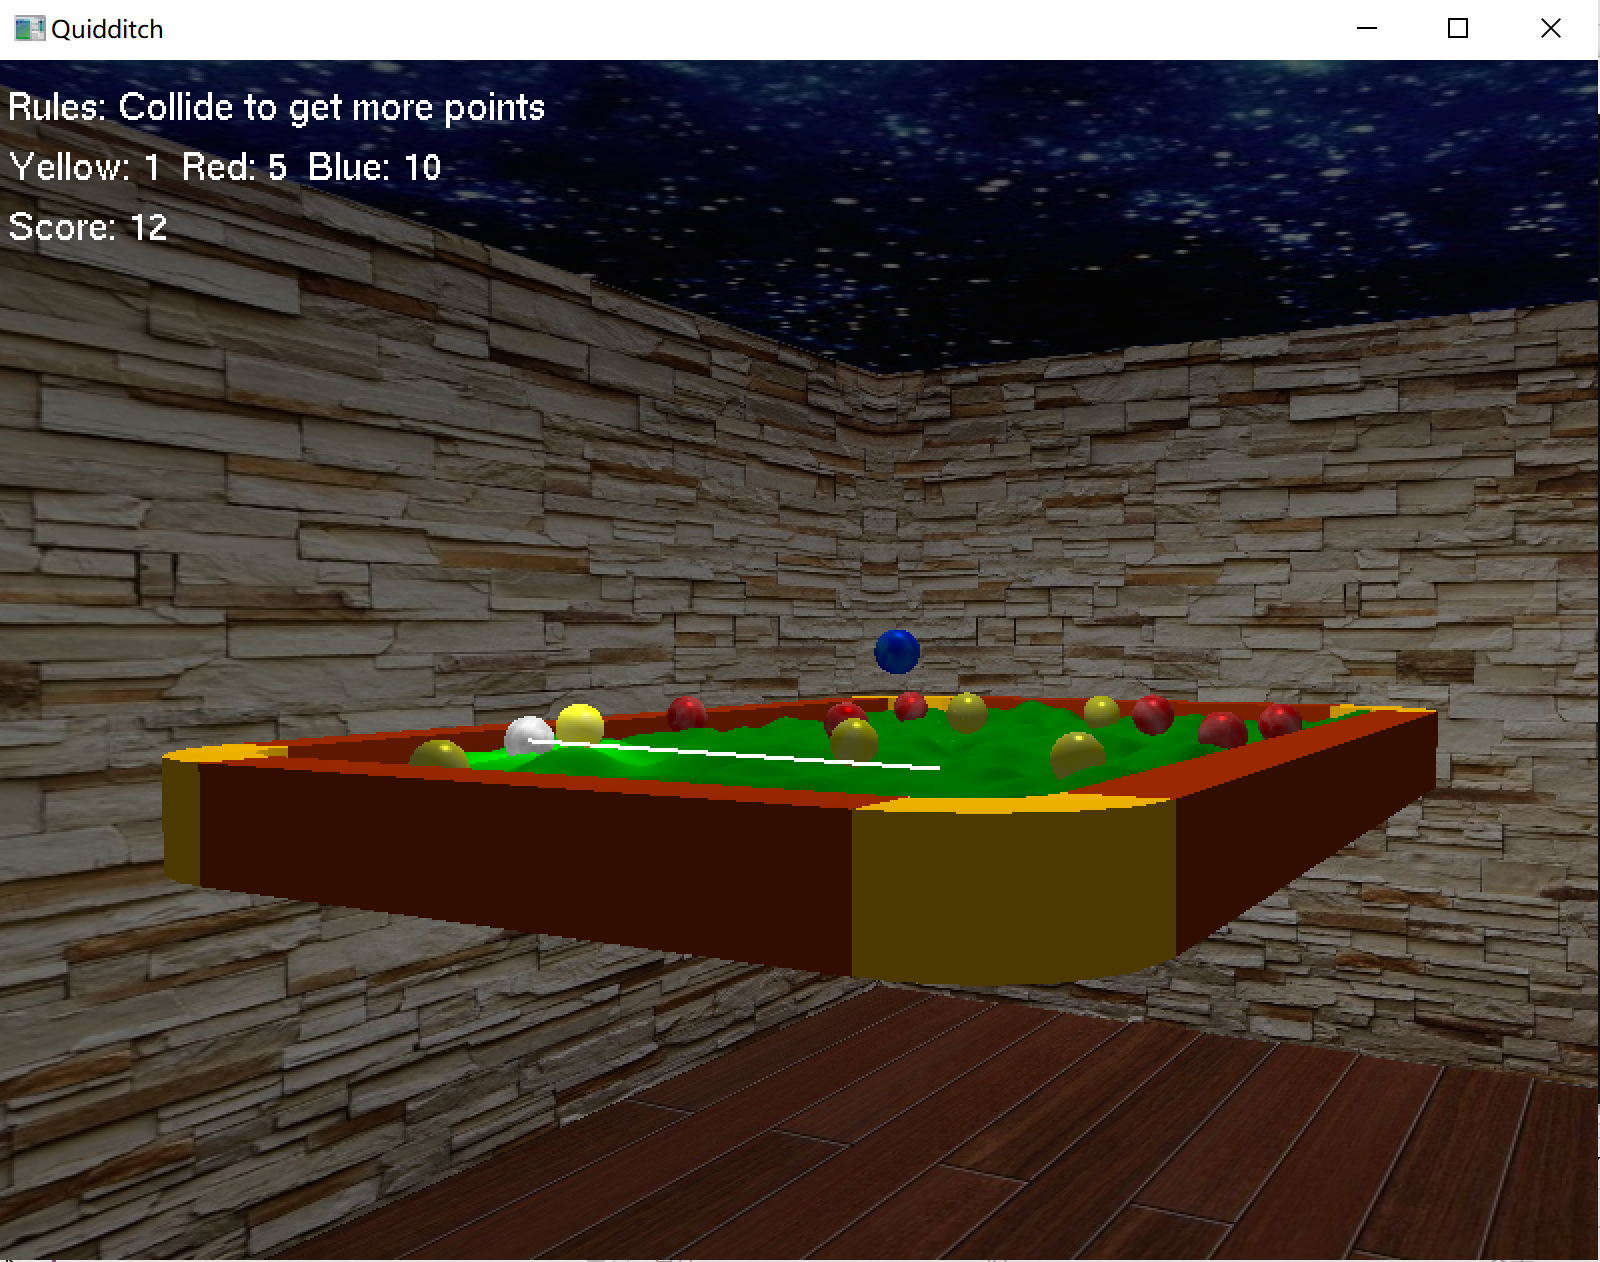 Quidditch
Rules: Collide to get more points
Yellow: 1 Red: 5 Blue: 10
Score: 12